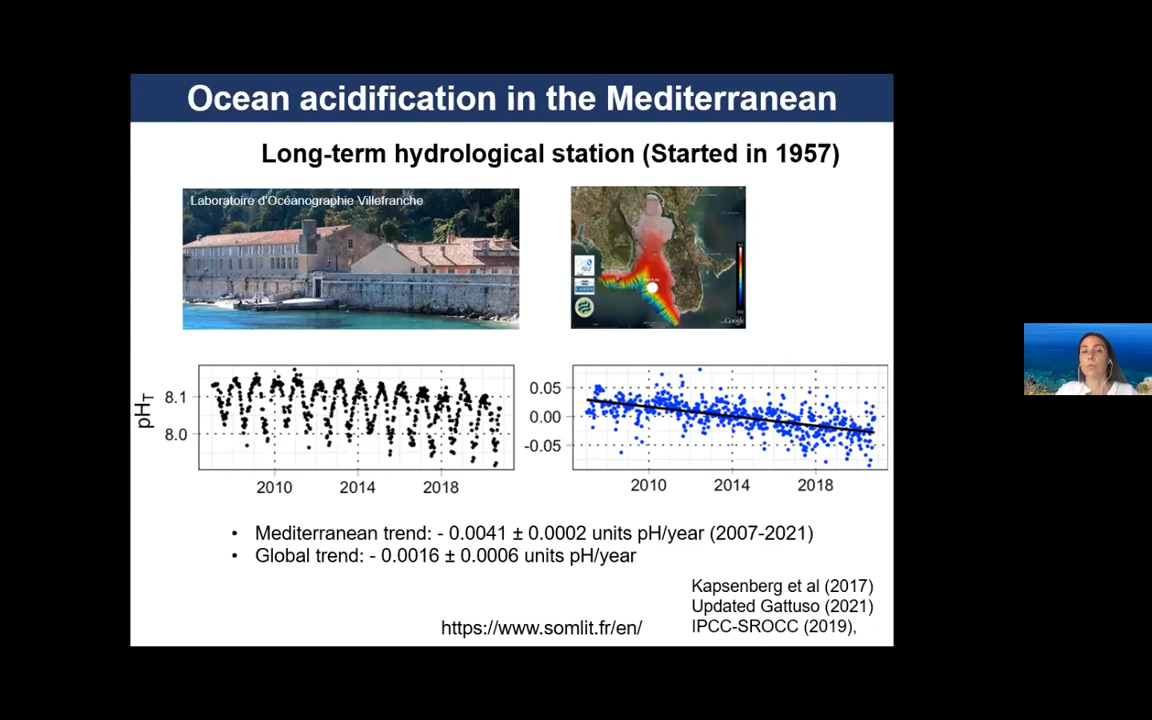 Ocean acidification in the Mediterranean
Long-term hydrological station (Started in 1957)
Laboratoire d'Océanographie Villefranche
Google
pHT
8.1
8.0
2010
2014
2018
0.05
0.00
-0.05
2010
2014
2018
• Mediterranean trend: - 0.0041 ± 0.0002 units pH/year (2007-2021)
• Global trend: - 0.0016 ± 0.0006 units pH/year
Kapsenberg et al (2017)
Updated Gattuso (2021)
IPCC-SROCC (2019),
https://www.somlit.fr/en/